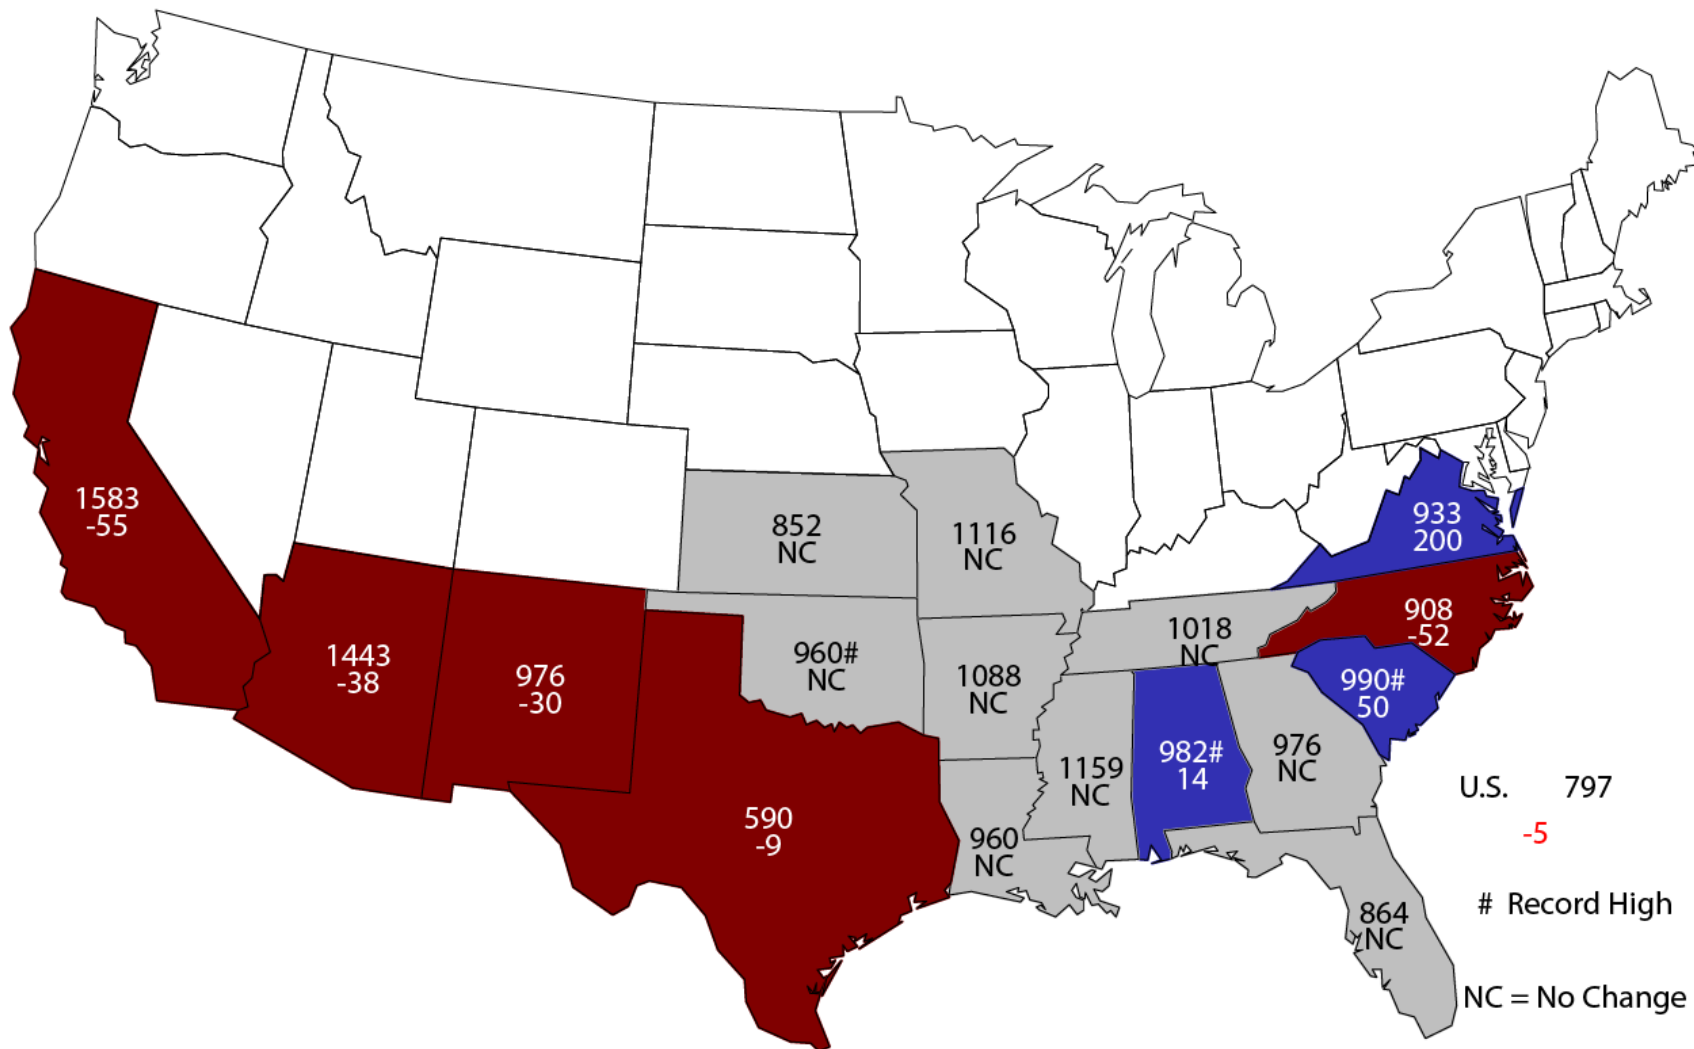 1583
-55
1443
-38
976
-30
590
-9
852
NC
960#
NC
1116
NC
1088
NC
960
NC
1159
NC
1018
NC
982#
14
976
NC
864
NC
933
200
908
-52
990#
50
U.S. 797
-5
# Record High
NC = No Change